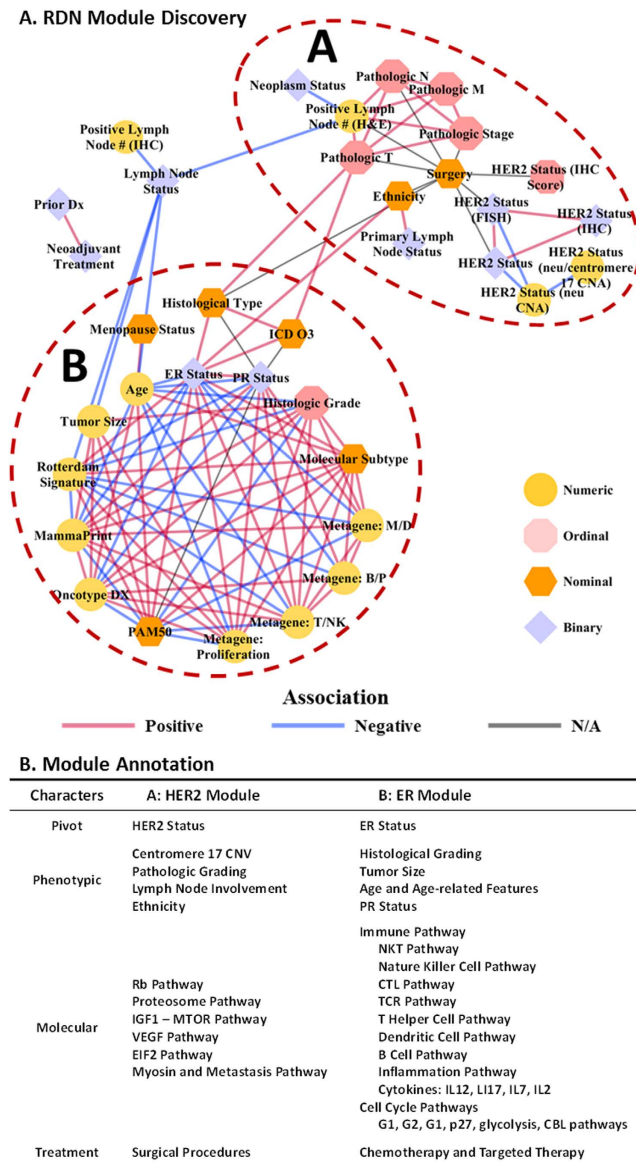 A. RDN Module Discovery
A
Neoplasm Status
Pathologic N
Pathologic M
Positive Lymph
Node # (H&E)
Positive Lymph
Node # (IHC)
Pathologic Stage
Pathologic T
Lymph Node
Status
Surgery
HER2 Status (IHC
Score)
Ethnicity
Prior Dx
HER2 Status
(FISH)
HER2 Status
(IHC)
Neoadjuvant
Treatment
Primary Lymph
Node Status
HER2 Status
HER2 Status
(neu/centromere
17 CNA)
HER2 Status (neu
CNA)
Histological Type
Menopause Status
ICD O3
B
ER Status
PR Status
Age
Histologic Grade
Tumor Size
Molecular Subtype
Rotterdam
Signature
Numeric
MammaPrint
Metagene: M/D
Ordinal
Metagene: B/P
Oncotype DX
Nominal
PAM50
Metagene: T/NK
Metagene:
Proliferation
Binary
Association
Positive
Negative
N/A
B. Module Annotation
Characters
A: HER2 Module
B: ER Module
Pivot
HER2 Status
ER Status
Phenotypic
Centromere 17 CNV
Pathologic Grading
Lymph Node Involvement
Ethnicity
Histological Grading
Tumor Size
Age and Age-related Features
PR Status
Molecular
Rb Pathway
Proteosome Pathway
IGF1 – MTOR Pathway
VEGF Pathway
EIF2 Pathway
Myosin and Metastasis Pathway
Immune Pathway
NKT Pathway
Nature Killer Cell Pathway
CTL Pathway
TCR Pathway
T Helper Cell Pathway
Dendritic Cell Pathway
B Cell Pathway
Inflammation Pathway
Cytokines: IL12, LI17, IL7, IL2
Cell Cycle Pathways
G1, G2, G1, p27, glycolysis, CBL pathways
Treatment
Surgical Procedures
Chemotherapy and Targeted Therapy